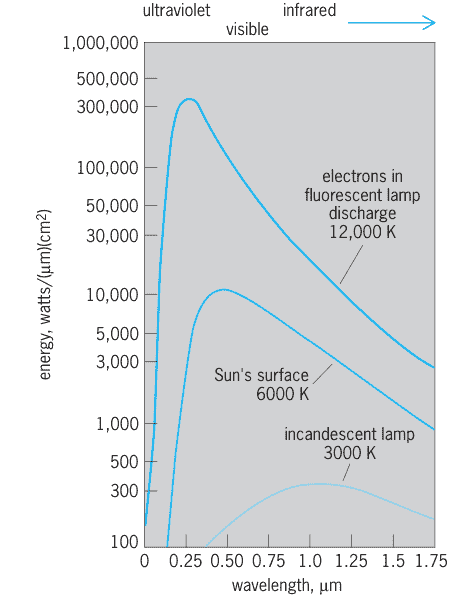 ultraviolet infrared
visible
1,000,000
500,000
300,000
100,000
50,000
30,000
10,000
5,000
3,000
1,000
500
300
100
energy, watts/(μm)(cm2)
electrons in
fluorescent lamp
discharge
12,000 K
Sun's surface
6000 K
incandescent lamp
3000 K
0 0.25 0.50 0.75 1.0 1.25 1.5 1.75
wavelength, μm